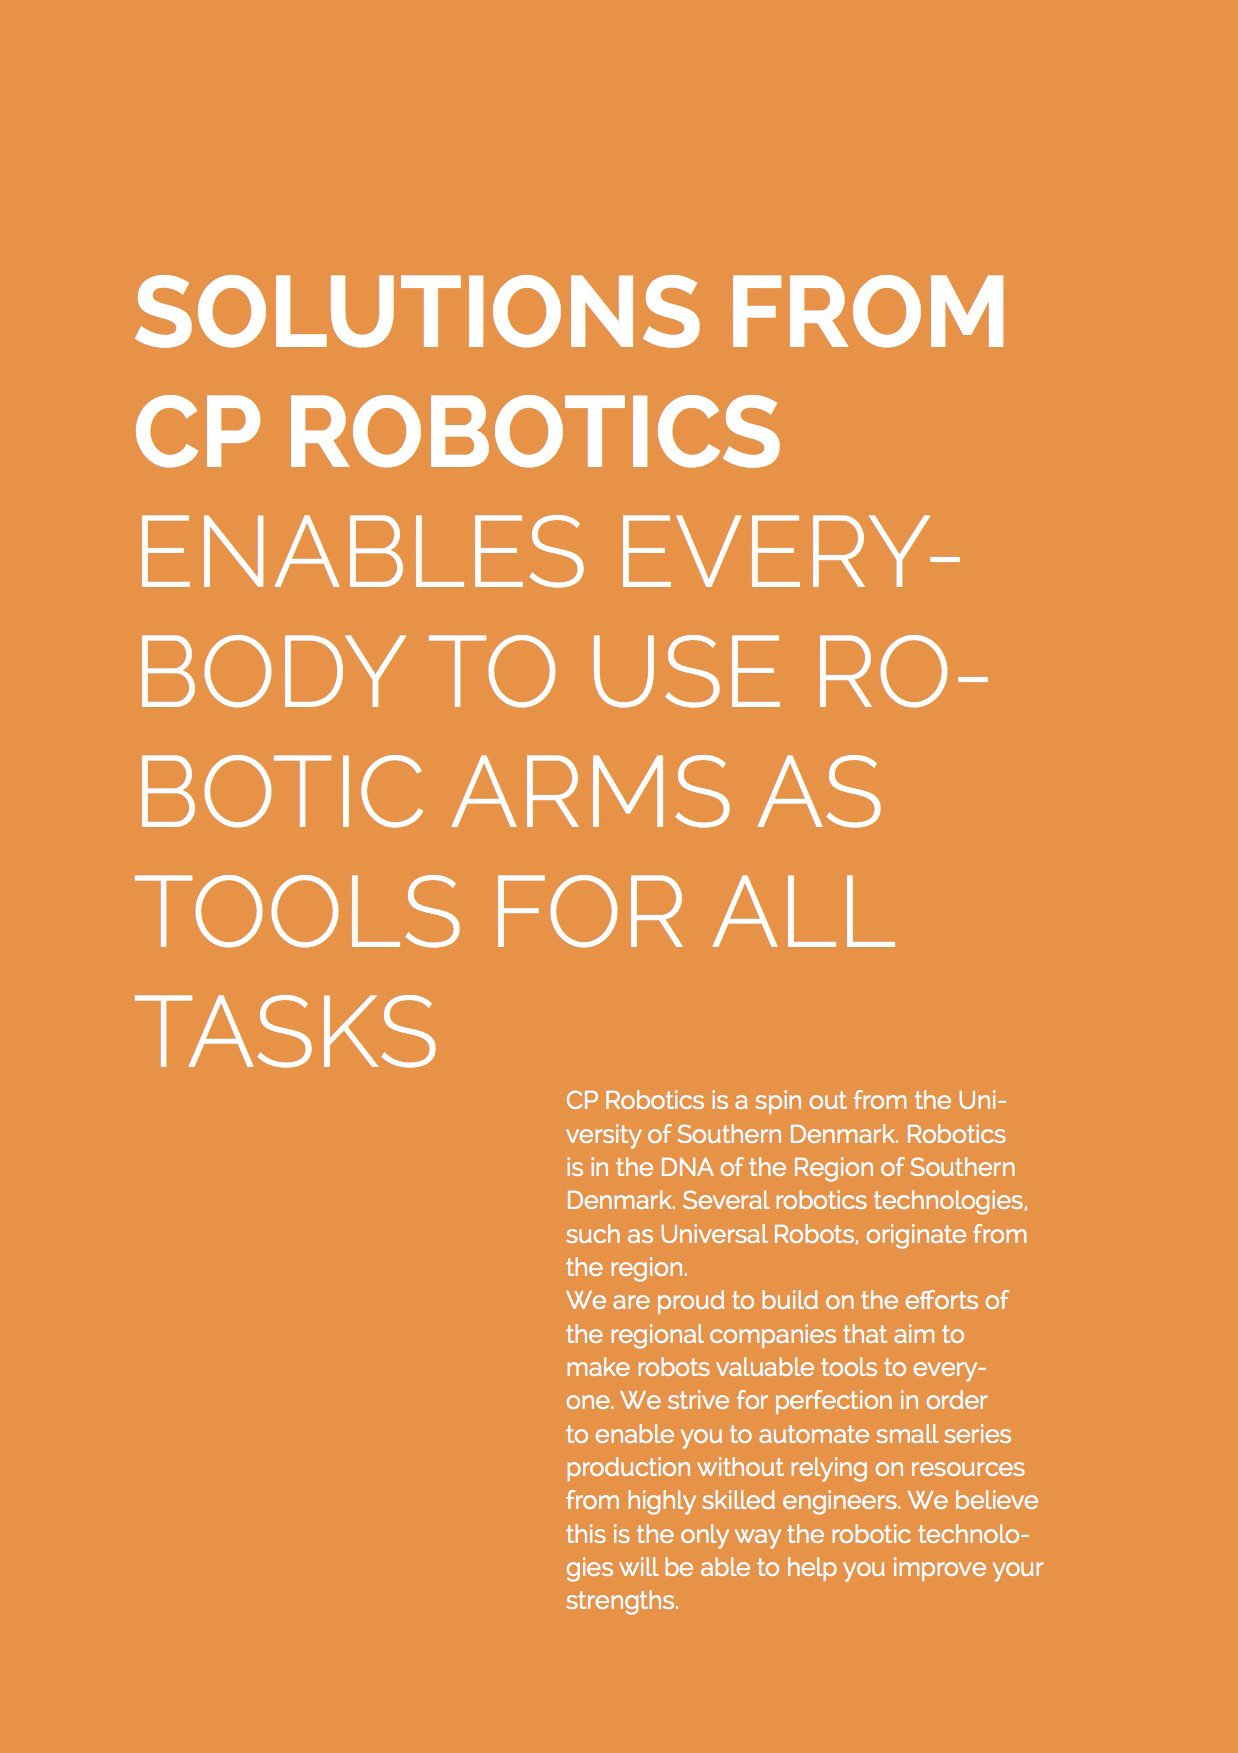 SOLUTIONS FROM
CP ROBOTICS
ENABLES EVERY-
BODY TO USE RO-
BOTIC ARMS AS
TOOLS FOR ALL
TASKS
CP Robotics is a spin out from the Uni-
versity of Southern Denmark. Robotics
is in the DNA of the Region of Southern
Denmark. Several robotics technologies,
such as Universal Robots, originate from
the region.
We are proud to build on the efforts of
the regional companies that aim to
make robots valuable tools to every-
one. We strive for perfection in order
to enable you to automate small series
production without relying on resources
from highly skilled engineers. We believe
this is the only way the robotic technolo-
gies will be able to help you improve your
strengths.